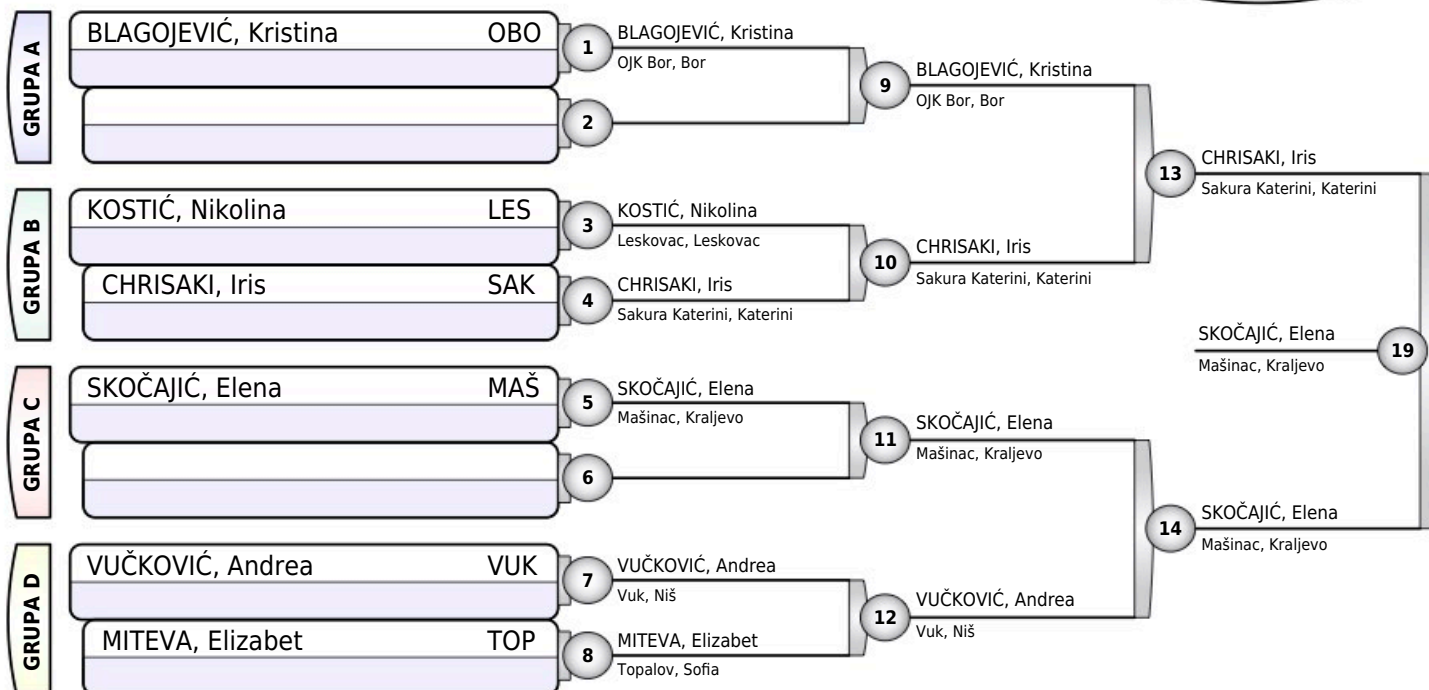 GRUPA A
BLAGOJEVIĆ, Kristina OBO
1
BLAGOJEVIĆ, Kristina
OJK Bor, Bor
2
9
BLAGOJEVIĆ, Kristina
OJK Bor, Bor
GRUPA B
KOSTIĆ, Nikolina LES
3
KOSTIĆ, Nikolina
Leskovac, Leskovac
CHRISAKI, Iris SAK
4
CHRISAKI, Iris
Sakura Katerini, Katerini
10
CHRISAKI, Iris
Sakura Katerini, Katerini
13
CHRISAKI, Iris
Sakura Katerini, Katerini
SKOČAJIĆ, Elena
Mašinac, Kraljevo
19
GRUPA C
SKOČAJIĆ, Elena MAŠ
5
SKOČAJIĆ, Elena
Mašinac, Kraljevo
6
11
SKOČAJIĆ, Elena
Mašinac, Kraljevo
14
SKOČAJIĆ, Elena
Mašinac, Kraljevo
GRUPA D
VUČKOVIĆ, Andrea VUK
7
VUČKOVIĆ, Andrea
Vuk, Niš
MITEVA, Elizabet TOP
8
MITEVA, Elizabet
Topalov, Sofia
12
VUČKOVIĆ, Andrea
Vuk, Niš